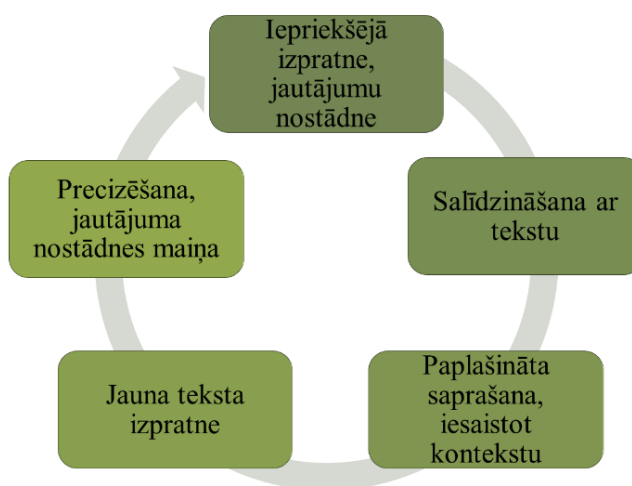 Iepriekšējā
izpratne,
jautājumu
nostādne
Salīdzināšana ar
tekstu
Paplašināta
saprašana,
iesaistot
kontekstu
Jauna teksta
izpratne
Precizēšana,
jautājuma
nostādnes maiņa